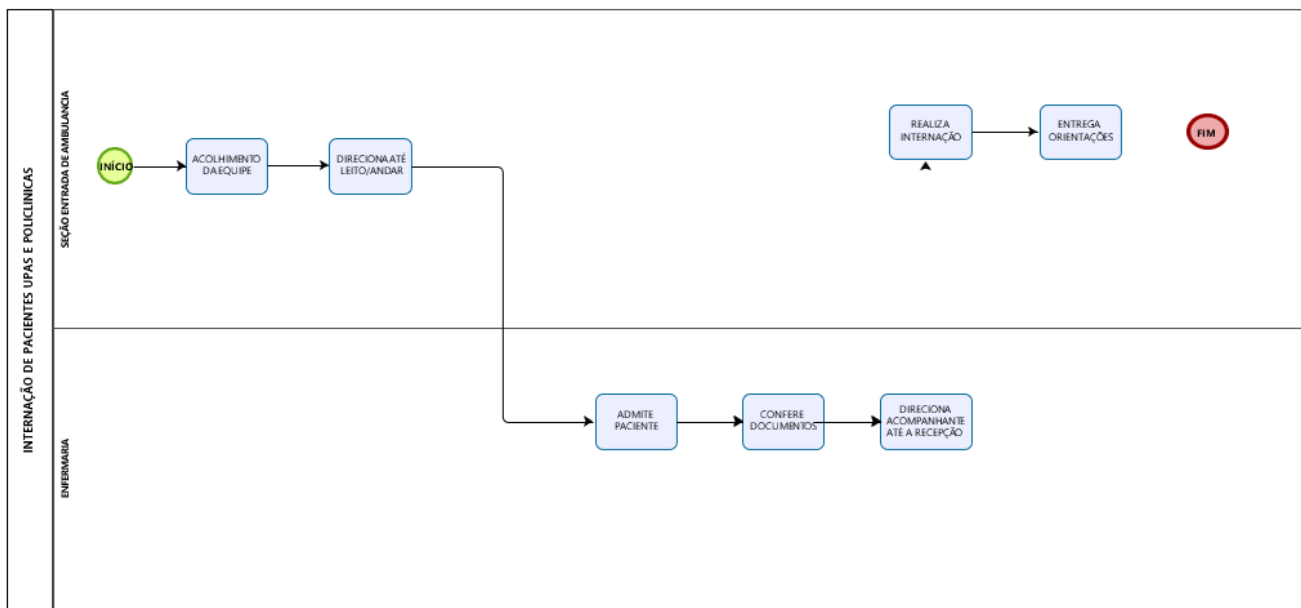 INTERNAÇÃO DE PACIENTES UPAS E POLICLINICAS
SEÇÃO ENTRADA DE AMBULANCIA
INÍCIO
ACOLHIMENTO
DA EQUIPE
DIRECIONA ATÉ
LEITO/ANDAR
REALIZA
INTERNAÇÃO
ENTREGA
ORIENTAÇÕES
FIM
ENFERMARIA
ADMITE
PACIENTE
CONFERE
DOCUMENTOS
DIRECIONA
ACOMPANHANTE
ATÉ A RECEPÇÃO